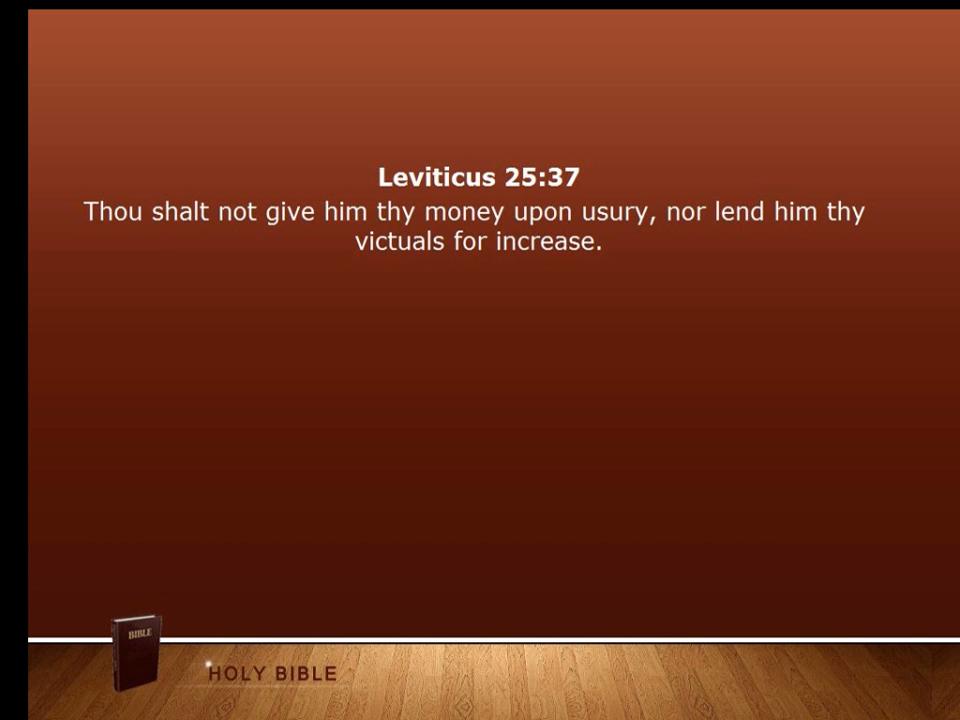 Leviticus 25:37
Thou shalt not give him thy money upon usury, nor lend him thy
victuals for increase.
BIBLE
HOLY BIBLE